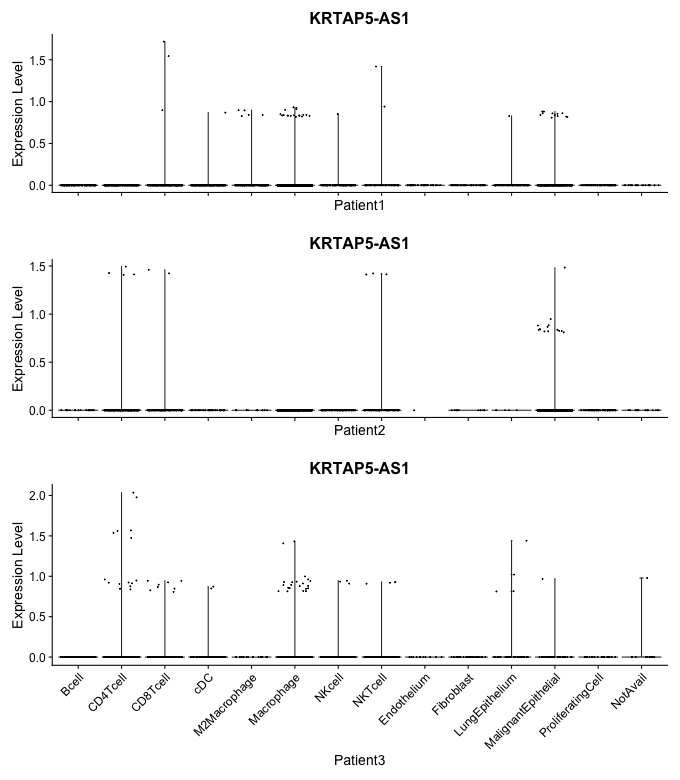 KRTAP5-AS1
Expression Level
1.5
1.0
0.5
0.0
Patient1
KRTAP5-AS1
Expression Level
1.5
1.0
0.5
0.0
Patient2
KRTAP5-AS1
Expression Level
2.0
1.5
1.0
0.5
0.0
Bcell
CD4Tcell
CD8Tcell
cDC
M2Macrophage
Macrophage
NKcell
NKTcell
Endothelium
Fibroblast
LungEpithelium
MalignantEpithelial
ProliferatingCell
NotAvail
Patient3